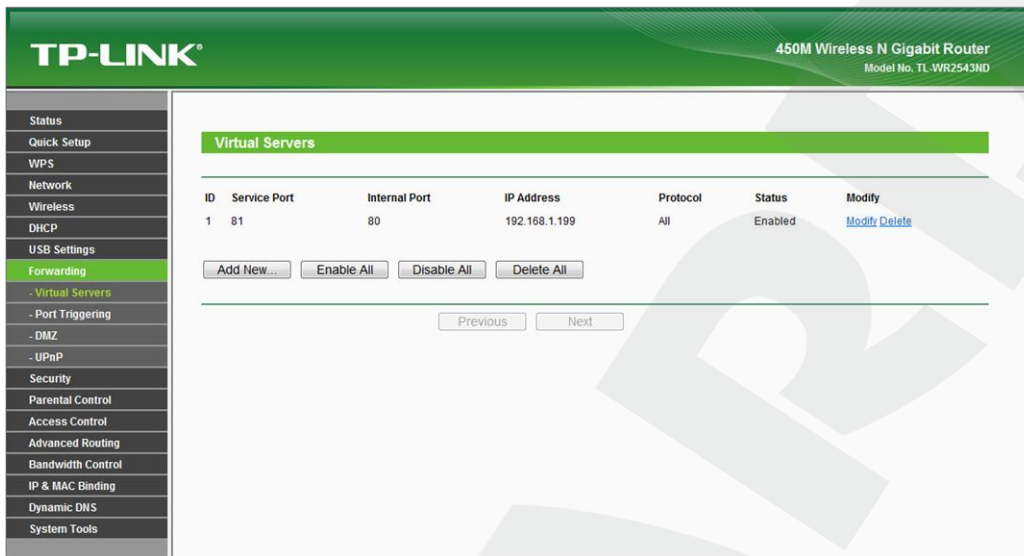 TP-LINK®
450M Wireless N Gigabit Router
Model No. TL-WR2543ND
Status
Quick Setup
WPS
Network
Wireless
DHCP
USB Settings
Forwarding
- Virtual Servers
- Port Triggering
- DMZ
- UPnP
Security
Parental Control
Access Control
Advanced Routing
Bandwidth Control
IP & MAC Binding
Dynamic DNS
System Tools
Virtual Servers
ID Service Port Internal Port IP Address Protocol Status Modify
1 81 80 192.168.1.199 All Enabled Modify Delete
Add New... Enable All Disable All Delete All
Previous Next